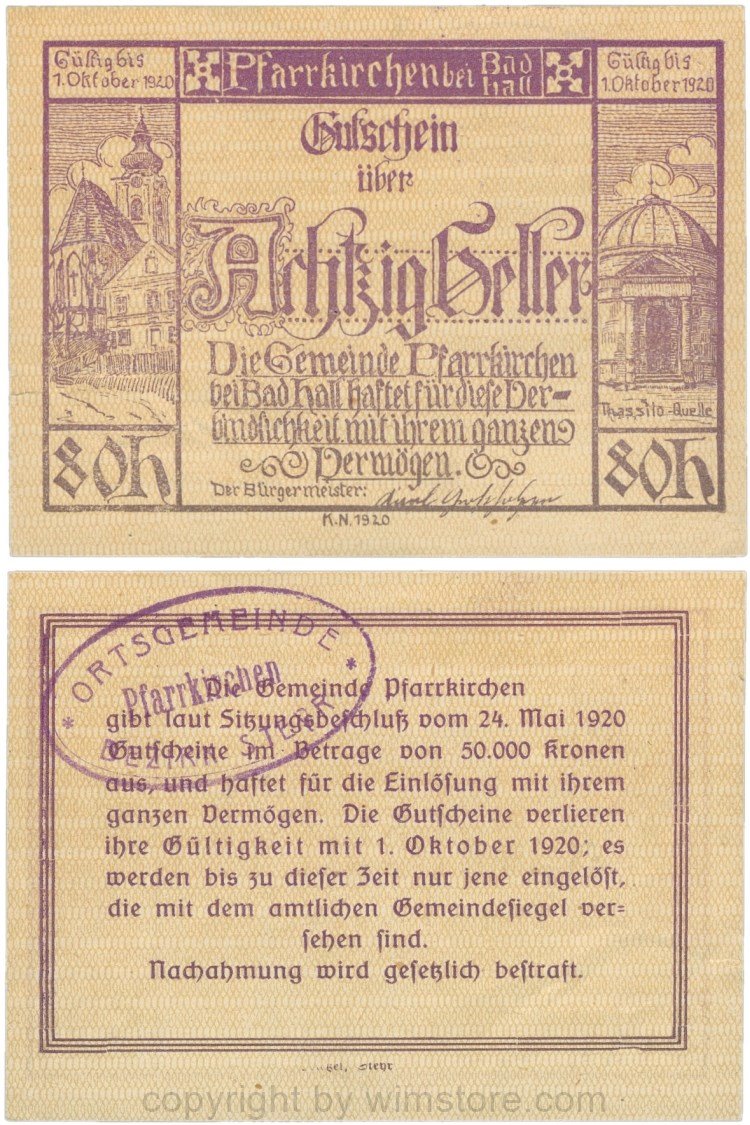 Gültig bis
1. Oktober 1920
Pfarrkirchen bei Bad Hall
Gültig bis
1. Oktober 1920
Gutschein
über
Achtzig Heller
Die Gemeinde Pfarrkirchen
bei Bad Hall haftet für diese Ver-
bindlichkeit mit ihrem ganzen
Vermögen.
Thassilo-Quelle
80h
80h
Der Bürgermeister:
K.N. 1920
ORTSGEMEINDE
Pfarrkirchen
BEZIRK STEYR
Die Gemeinde Pfarrkirchen
gibt laut Sitzungsbeschluß vom 24. Mai 1920
Gutscheine im Betrage von 50.000 Kronen
aus, und haftet für die Einlösung mit ihrem
ganzen Vermögen. Die Gutscheine verlieren
ihre Gültigkeit mit 1. Oktober 1920; es
werden bis zu dieser Zeit nur jene eingelöst,
die mit dem amtlichen Gemeindesiegel ver=
sehen sind.
Nachahmung wird gesetzlich bestraft.
Steyr
copyright by wimstore.com